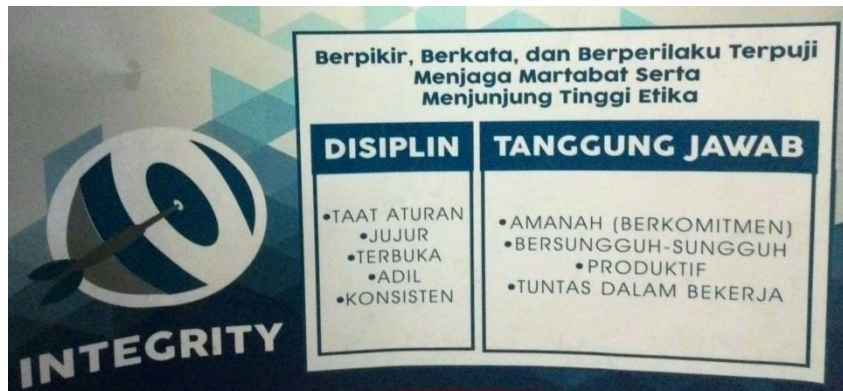 Berpikir, Berkata, dan Berperilaku Terpuji
Menjaga Martabat Serta
Menjunjung Tinggi Etika
DISIPLIN
•TAAT ATURAN
•JUJUR
•TERBUKA
•ADIL
•KONSISTEN
TANGGUNG JAWAB
•AMANAH (BERKOMITMEN)
•BERSUNGGUH-SUNGGUH
•PRODUKTIF
•TUNTAS DALAM BEKERJA
INTEGRITY